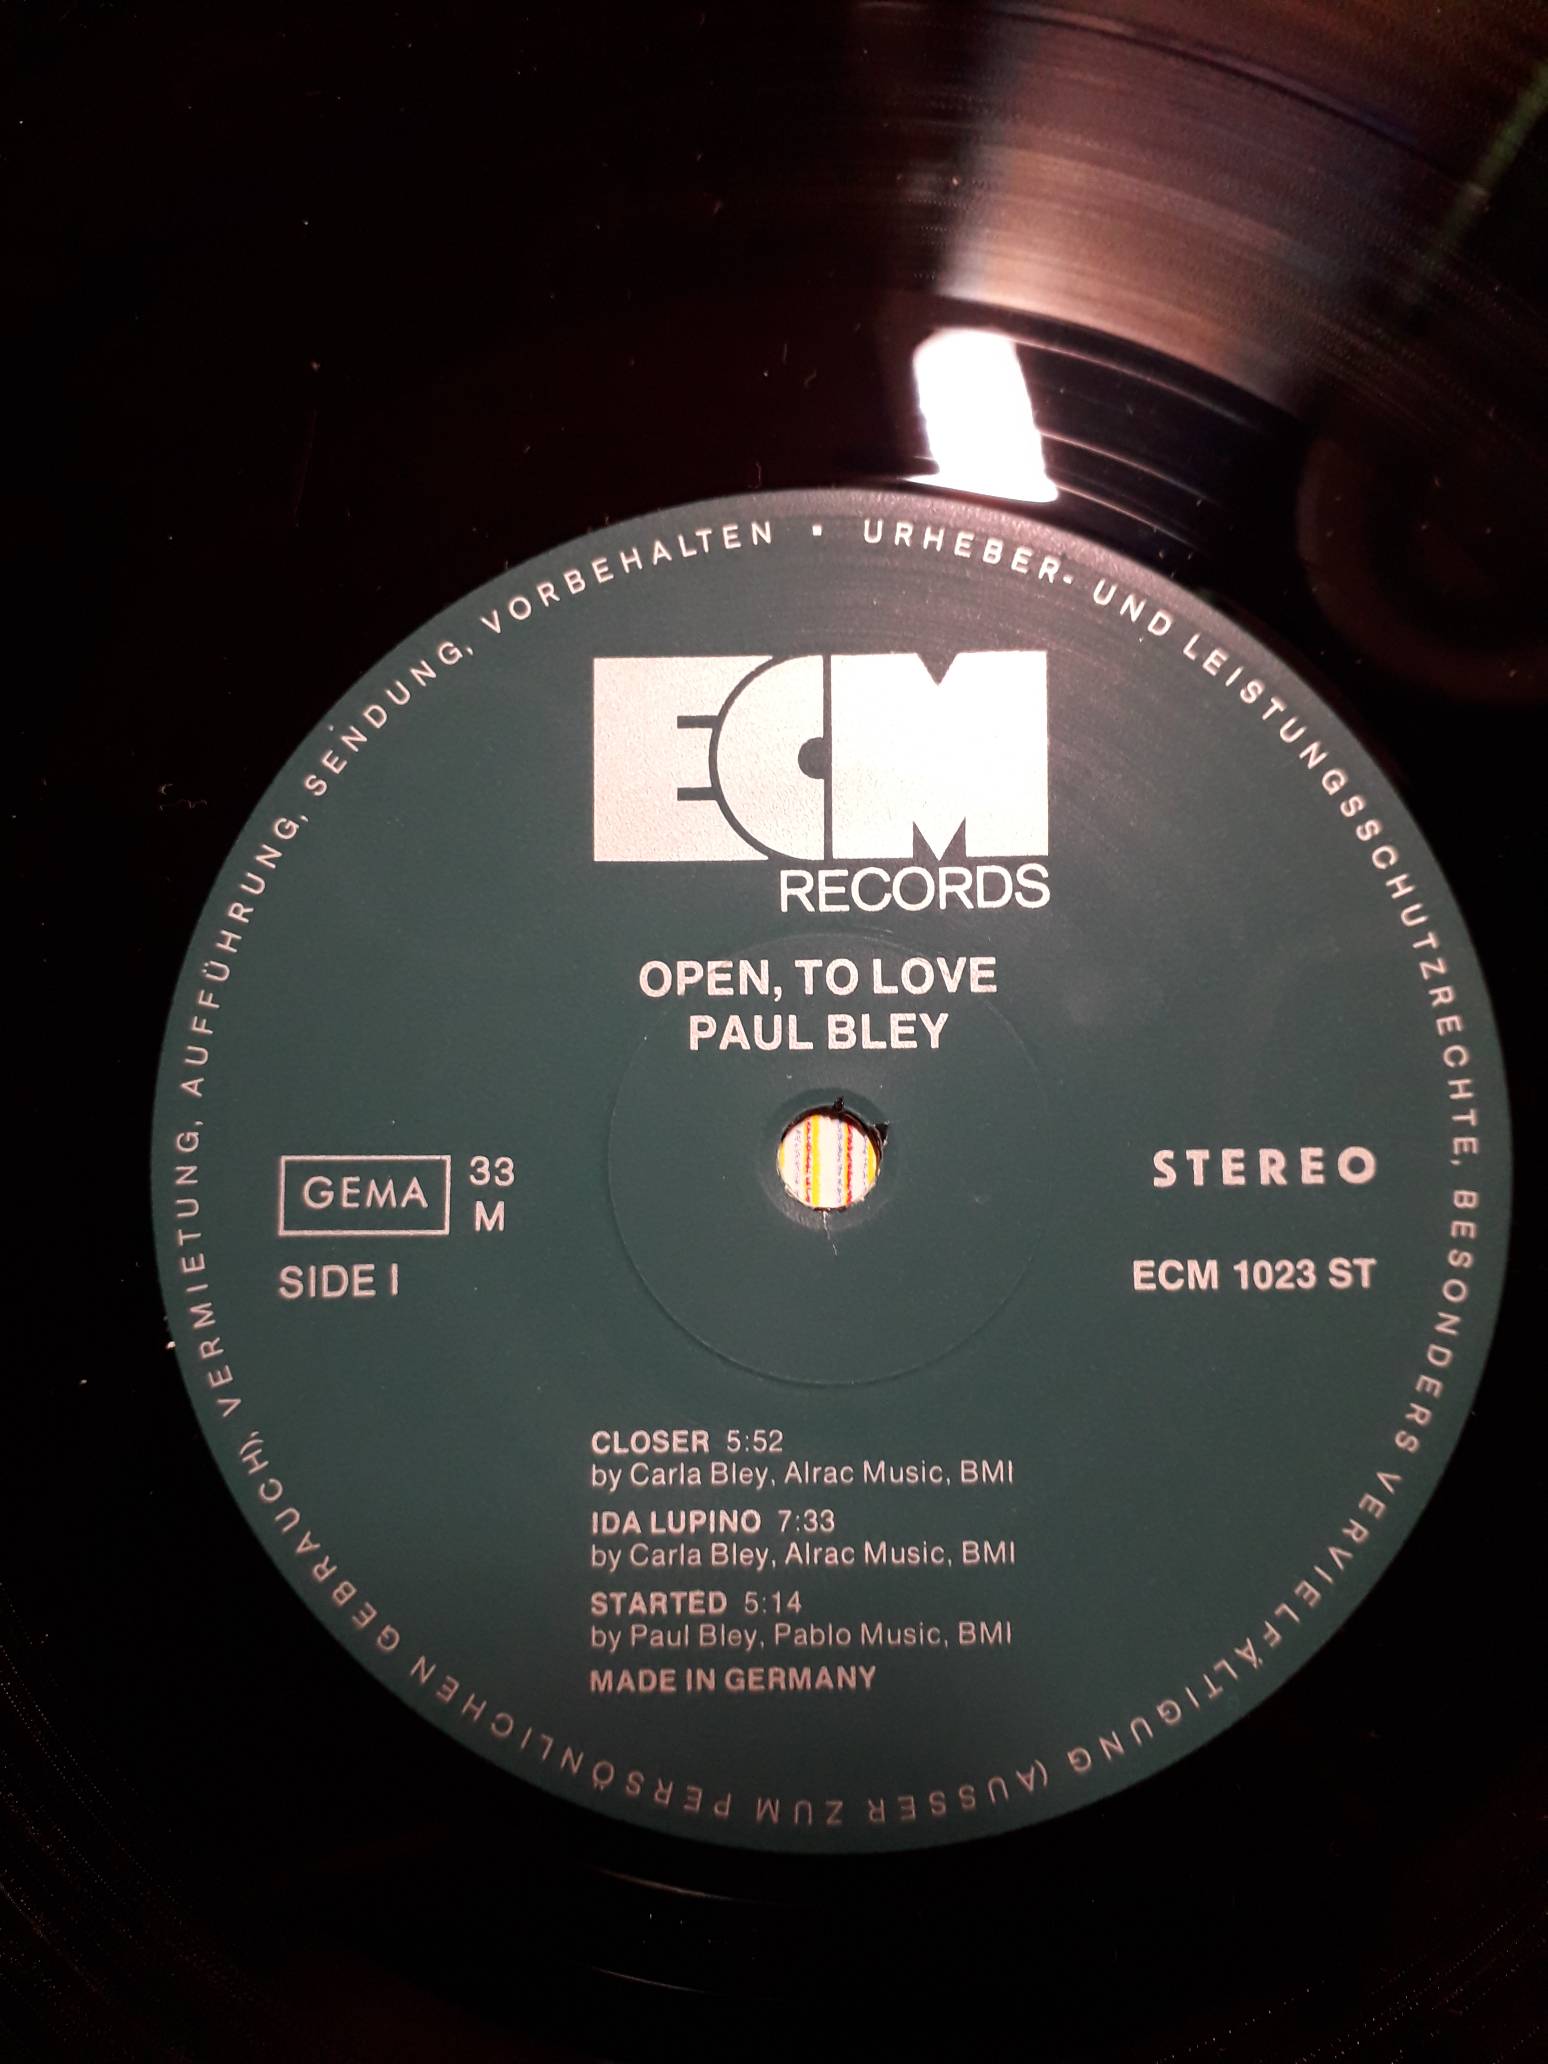 URHEBER- UND LEISTUNGSSCHUTZRECHTE, BESONDERS VERVIELFÄLTIGUNG (AUSSER ZUM PERSÖNLICHEN GEBRAUCH), VERMIETUNG, AUFFÜHRUNG, SENDUNG, VORBEHALTEN ▪
ECM
RECORDS
OPEN, TO LOVE
PAUL BLEY
GEMA 33
M
SIDE I
STEREO
ECM 1023 ST
CLOSER 5:52
by Carla Bley, Alrac Music, BMI
IDA LUPINO 7:33
by Carla Bley, Alrac Music, BMI
STARTED 5:14
by Paul Bley, Pablo Music, BMI
MADE IN GERMANY